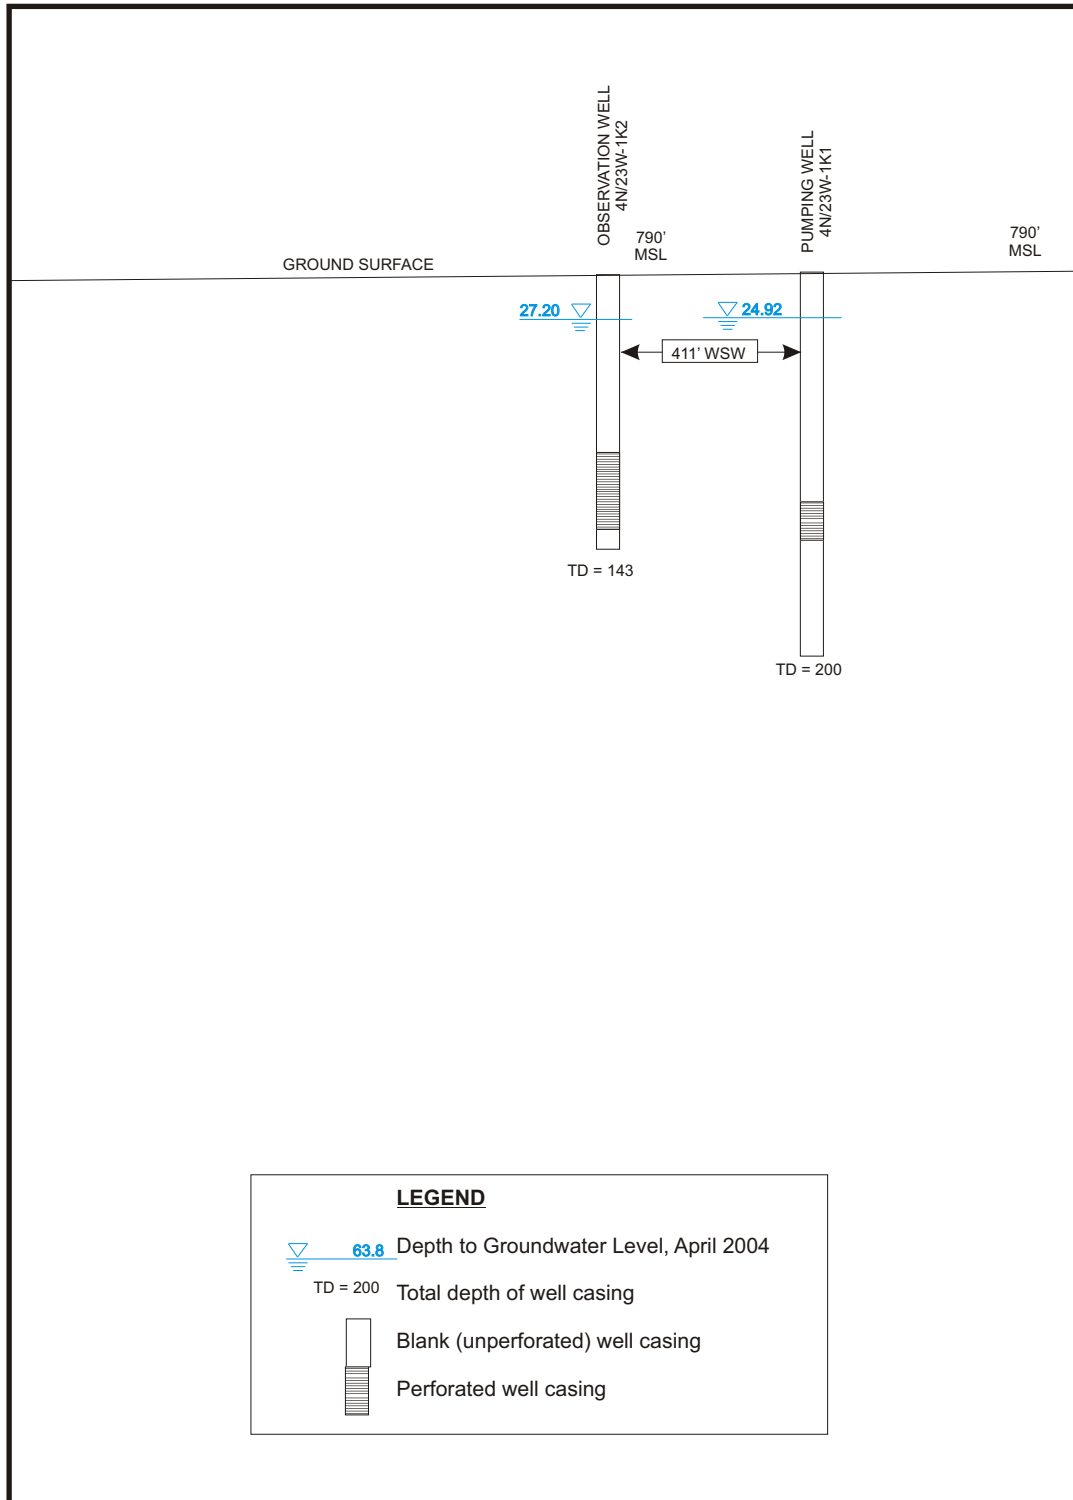 OBSERVATION WELL
4N/23W-1K2
PUMPING WELL
4N/23W-1K1
790’
MSL
790’
MSL
GROUND SURFACE
27.20
24.92
411’ WSW
TD = 143
TD = 200
LEGEND
63.8 Depth to Groundwater Level, April 2004
TD = 200 Total depth of well casing
Blank (unperforated) well casing
Perforated well casing